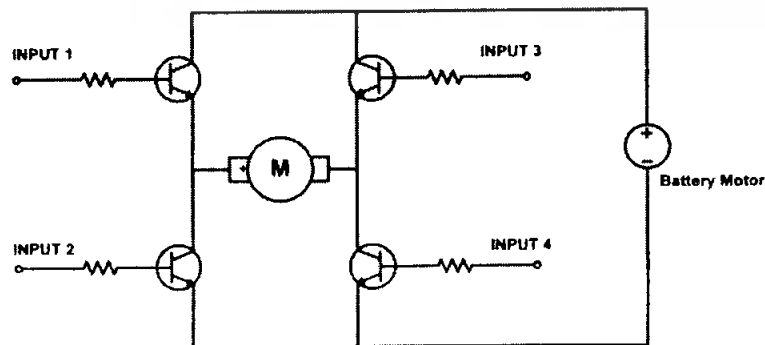 INPUT 1
INPUT 3
M
+
+
−
Battery Motor
INPUT 2
INPUT 4